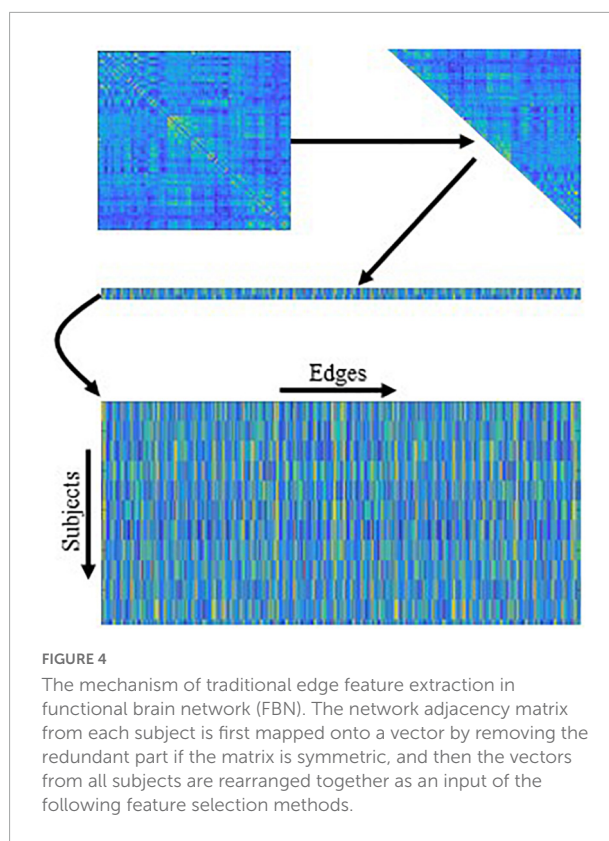 Edges
Subjects
FIGURE 4
The mechanism of traditional edge feature extraction in
functional brain network (FBN). The network adjacency matrix
from each subject is first mapped onto a vector by removing the
redundant part if the matrix is symmetric, and then the vectors
from all subjects are rearranged together as an input of the
following feature selection methods.